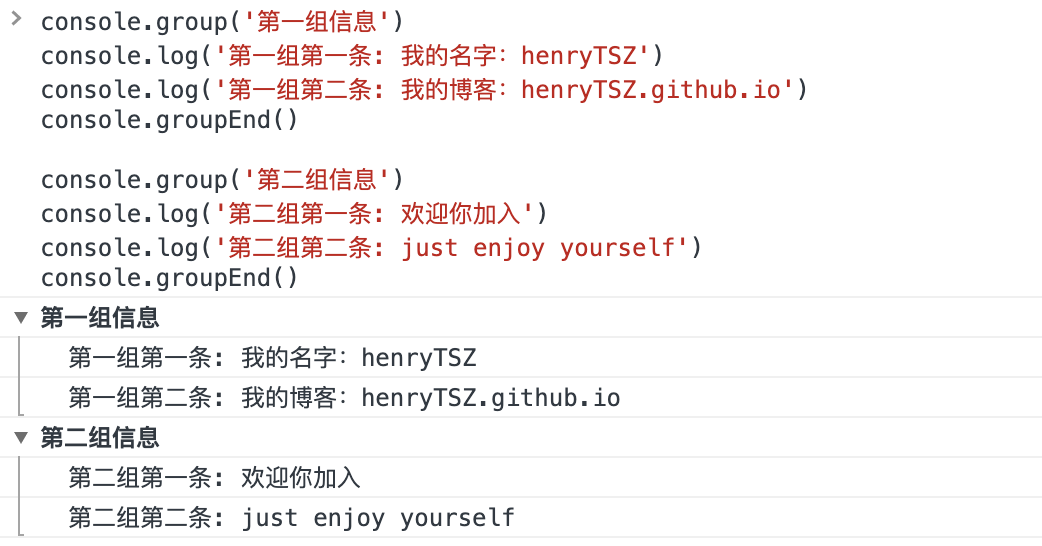 console.group('第一组信息')
console.log('第一组第一条: 我的名字：henryTSZ')
console.log('第一组第二条: 我的博客：henryTSZ.github.io')
console.groupEnd()
console.group('第二组信息')
console.log('第二组第一条: 欢迎你加入')
console.log('第二组第二条: just enjoy yourself')
console.groupEnd()
第一组信息
第一组第一条: 我的名字：henryTSZ
第一组第二条: 我的博客：henryTSZ.github.io
第二组信息
第二组第一条: 欢迎你加入
第二组第二条: just enjoy yourself